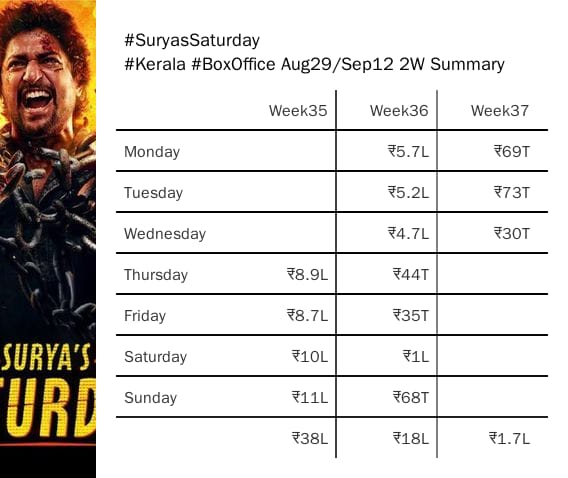 #SuryasSaturday
#Kerala #BoxOffice Aug29/Sep12 2W Summary
Week35 Week36 Week37
Monday ₹5.7L ₹69T
Tuesday ₹5.2L ₹73T
Wednesday ₹4.7L ₹30T
Thursday ₹8.9L ₹44T
Friday ₹8.7L ₹35T
Saturday ₹10L ₹1L
Sunday ₹11L ₹68T
₹38L ₹18L ₹1.7L
SURYA'S
TURD